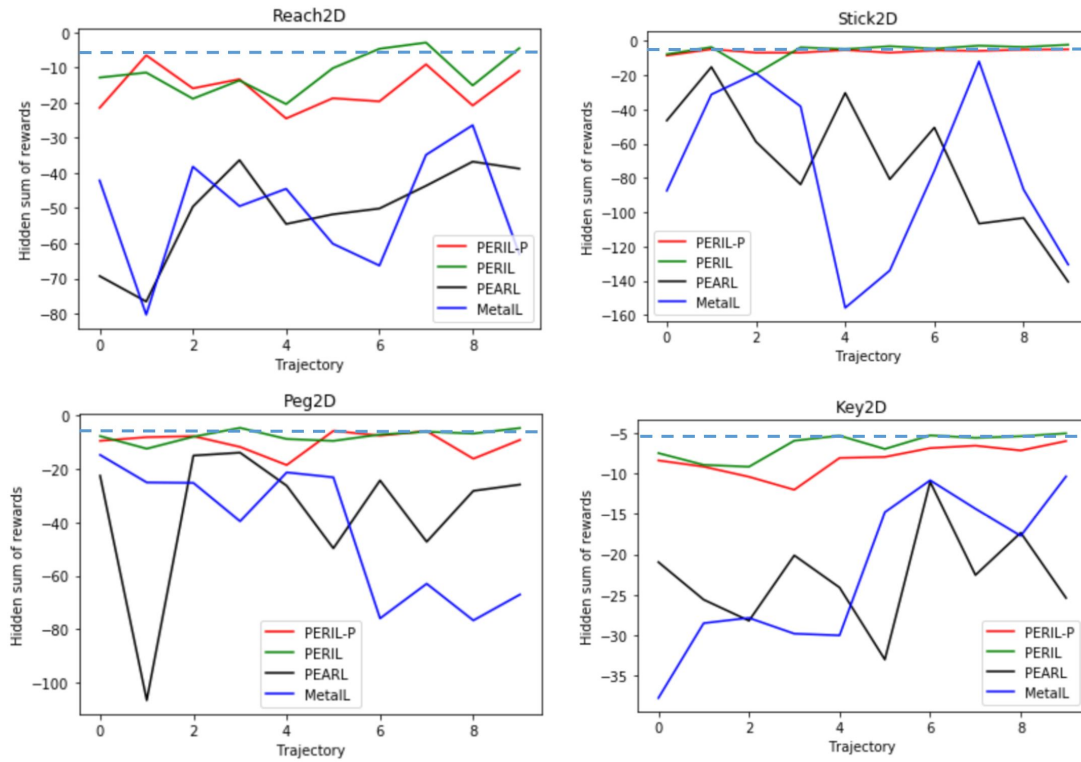 Reach2D
Hidden sum of rewards
0
−10
−20
−30
−40
−50
−60
−70
−80
PERIL-P
PERIL
PEARL
MetaIL
0 2 4 6 8
Trajectory
Stick2D
Hidden sum of rewards
0
−20
−40
−60
−80
−100
−120
−140
−160
PERIL-P
PERIL
PEARL
MetaIL
0 2 4 6 8
Trajectory
Peg2D
Hidden sum of rewards
0
−20
−40
−60
−80
−100
PERIL-P
PERIL
PEARL
MetaIL
0 2 4 6 8
Trajectory
Key2D
Hidden sum of rewards
−5
−10
−15
−20
−25
−30
−35
PERIL-P
PERIL
PEARL
MetaIL
0 2 4 6 8
Trajectory